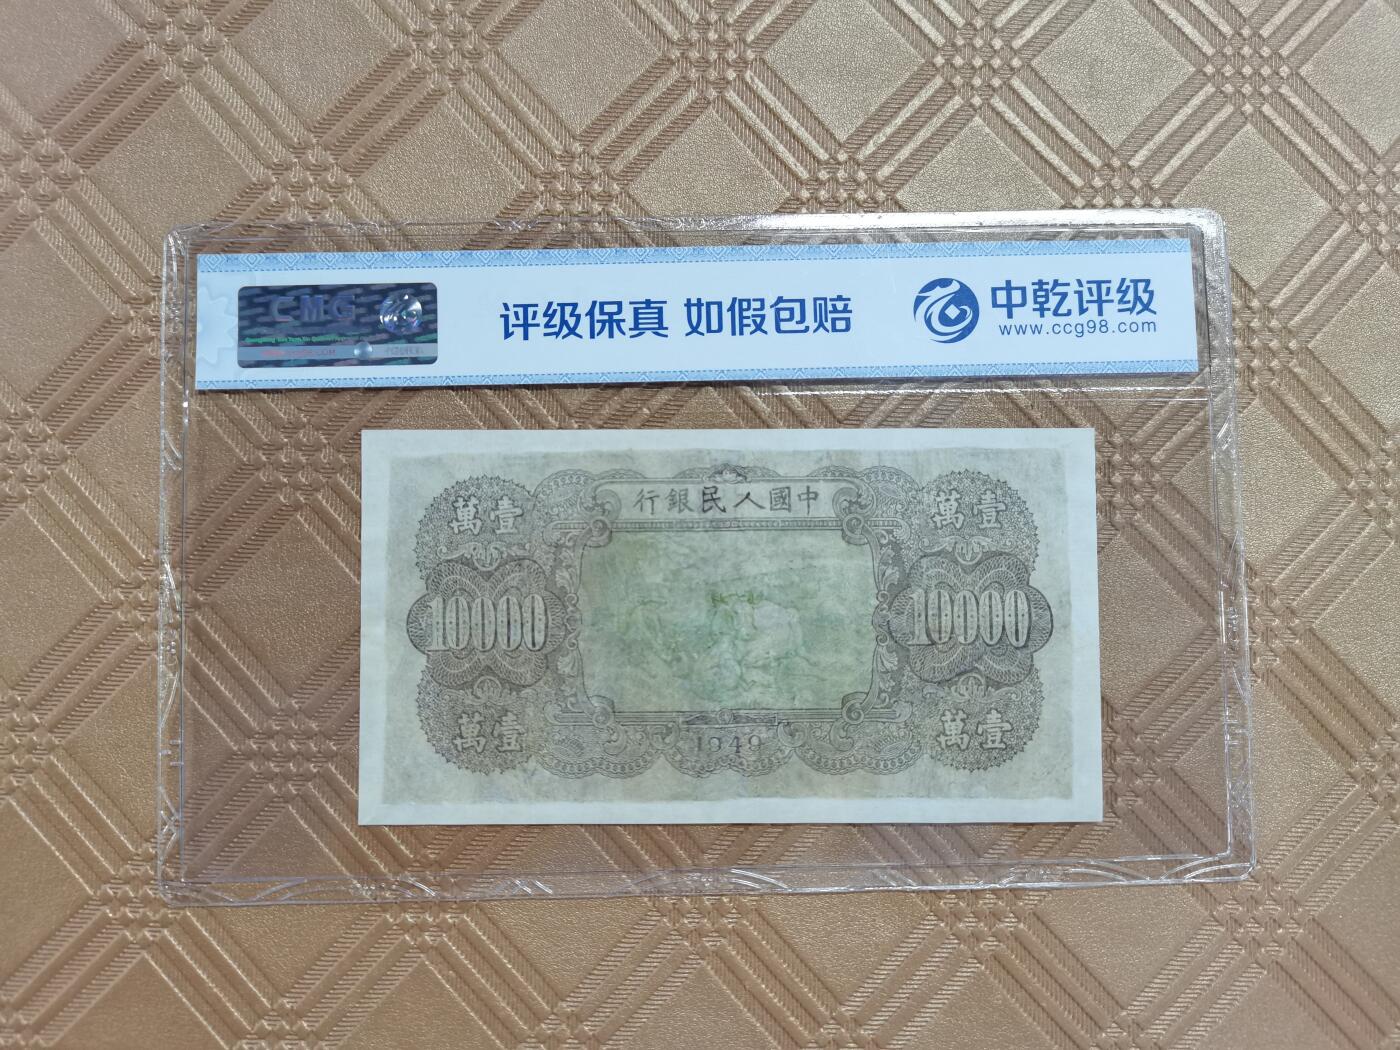 CMG
评级保真 如假包赔
中乾评级
www.ccg98.com
行銀民人國中
萬壹
萬壹
10000
10000
萬壹
萬壹
1949